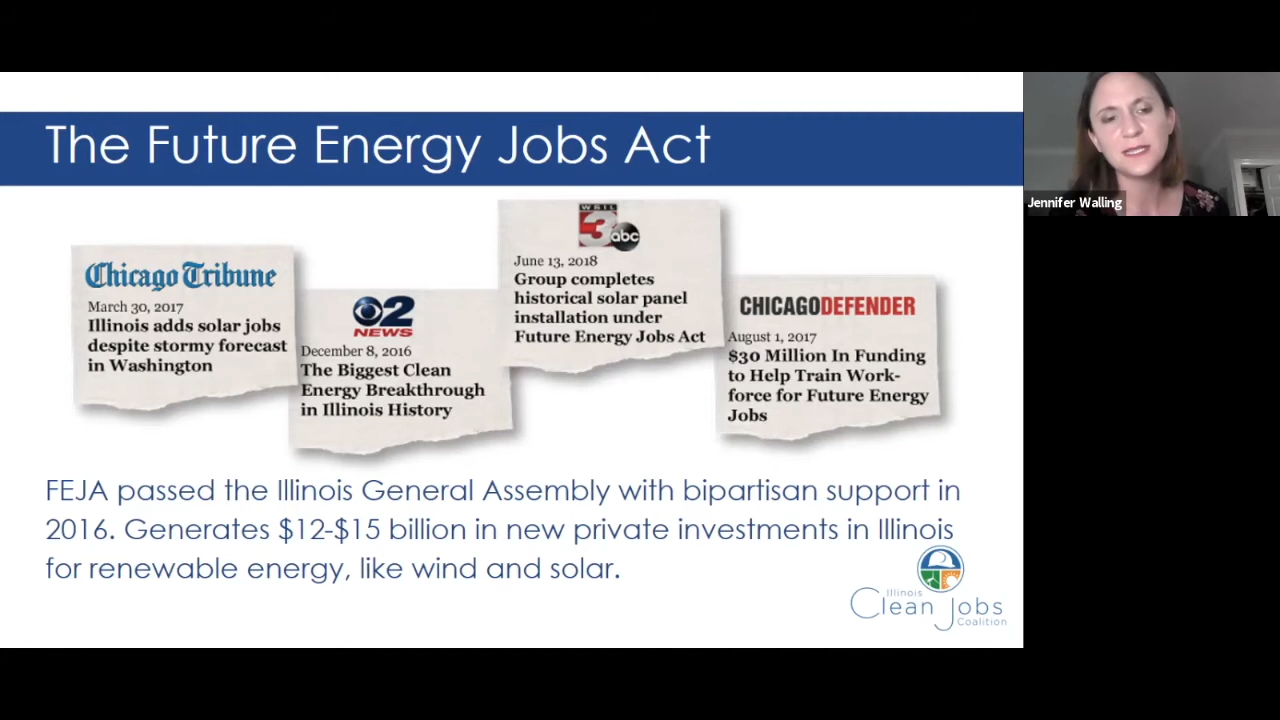 The Future Energy Jobs Act
Jennifer Walling
Chicago Tribune
March 30, 2017
Illinois adds solar jobs
despite stormy forecast
in Washington
2
NEWS
December 8, 2016
The Biggest Clean
Energy Breakthrough
in Illinois History
WSIL
3
abc
June 13, 2018
Group completes
historical solar panel
installation under
Future Energy Jobs Act
CHICAGODEFENDER
August 1, 2017
$30 Million In Funding
to Help Train Work-
force for Future Energy
Jobs
FEJA passed the Illinois General Assembly with bipartisan support in
2016. Generates $12-$15 billion in new private investments in Illinois
for renewable energy, like wind and solar.
Illinois
Clean Jobs
Coalition